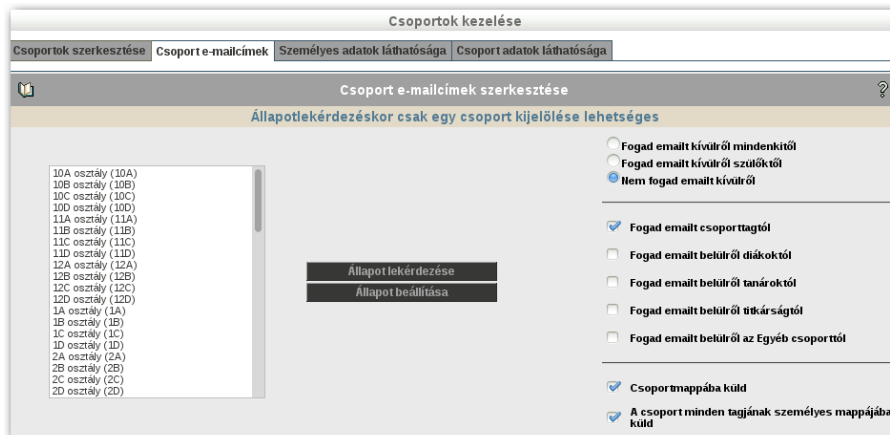 Csoportok kezelése
Csoportok szerkesztése Csoport e-mailcímek Személyes adatok láthatósága Csoport adatok láthatósága
Csoport e-mailcímek szerkesztése ?
Állapotlekérdezéskor csak egy csoport kijelölése lehetséges
10A osztály (10A)
10B osztály (10B)
10C osztály (10C)
10D osztály (10D)
11A osztály (11A)
11B osztály (11B)
11C osztály (11C)
11D osztály (11D)
12A osztály (12A)
12B osztály (12B)
12C osztály (12C)
12D osztály (12D)
1A osztály (1A)
1B osztály (1B)
1C osztály (1C)
1D osztály (1D)
2A osztály (2A)
2B osztály (2B)
2C osztály (2C)
2D osztály (2D)
Állapot lekérdezése
Állapot beállítása
Fogad emailt kívülről mindenkitől
Fogad emailt kívülről szülőktől
Nem fogad emailt kívülről
Fogad emailt csoporttagtól
Fogad emailt belülről diákoktól
Fogad emailt belülről tanároktól
Fogad emailt belülről titkárságtól
Fogad emailt belülről az Egyéb csoporttól
Csoportmappába küld
A csoport minden tagjának személyes mappájába
küld